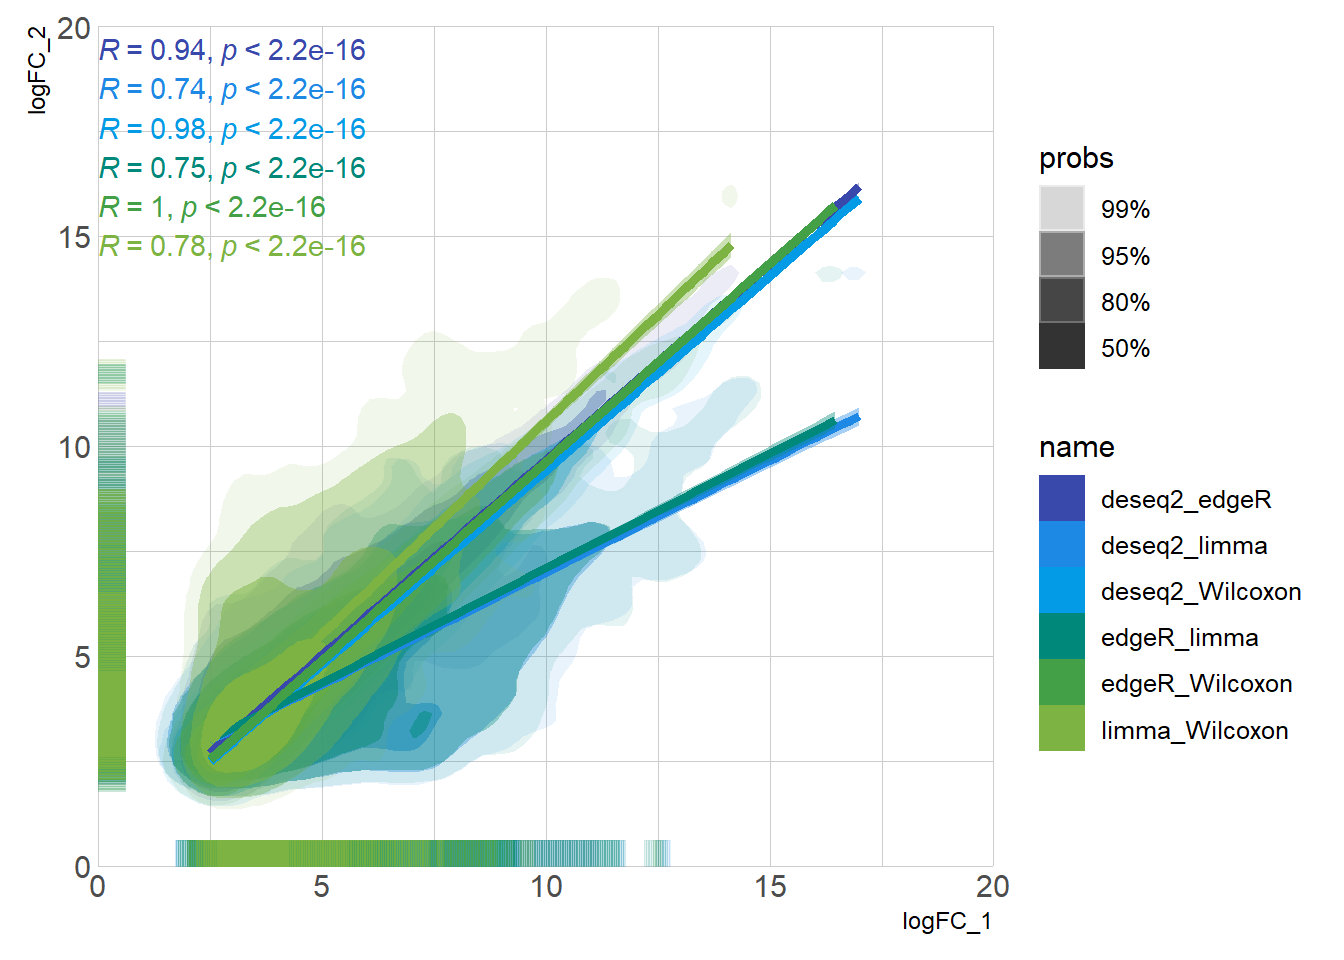 logFC_2
20
15
10
5
0
R = 0.94, p < 2.2e-16
R = 0.74, p < 2.2e-16
R = 0.98, p < 2.2e-16
R = 0.75, p < 2.2e-16
R = 1, p < 2.2e-16
R = 0.78, p < 2.2e-16
0 5 10 15 20
logFC_1
probs
99%
95%
80%
50%
name
deseq2_edgeR
deseq2_limma
deseq2_Wilcoxon
edgeR_limma
edgeR_Wilcoxon
limma_Wilcoxon